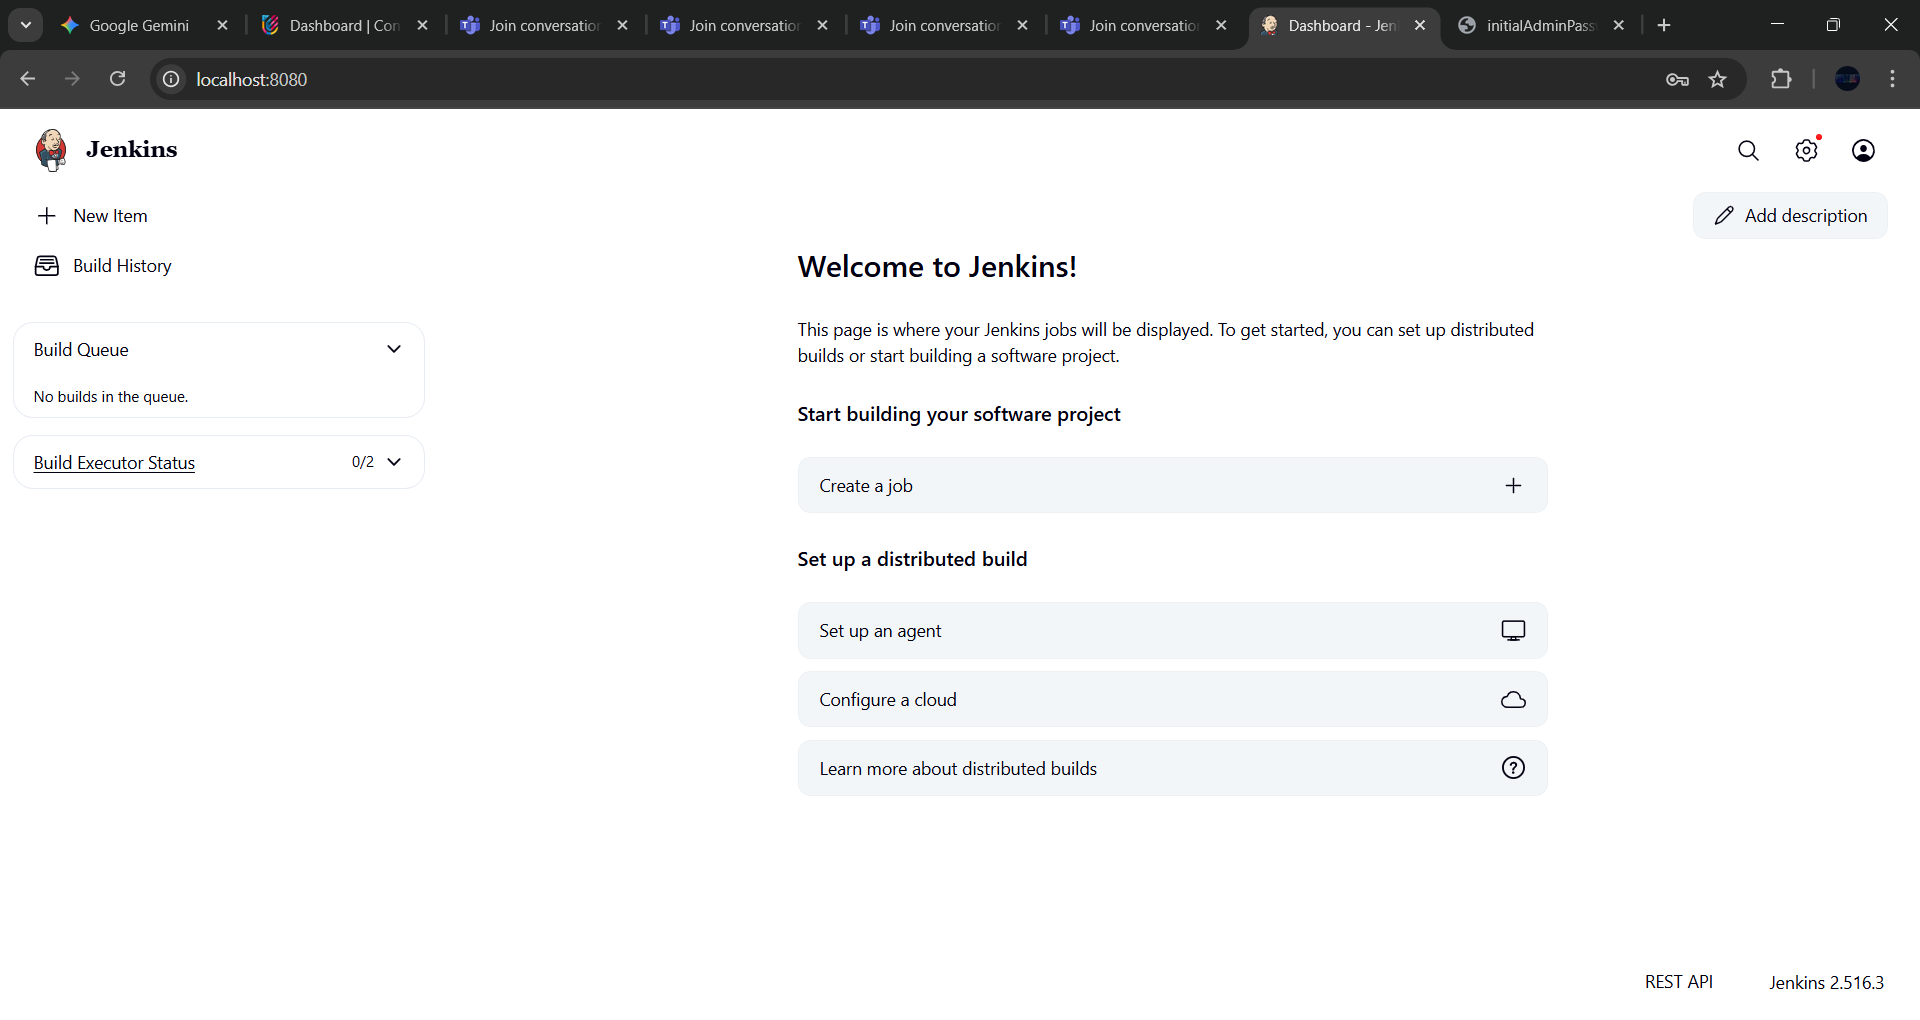 Google Gemini
Dashboard | Con
Join conversation
Join conversation
Join conversation
Join conversation
Dashboard - Jen
initialAdminPass
localhost:8080
Jenkins
New Item
Add description
Build History
Welcome to Jenkins!
This page is where your Jenkins jobs will be displayed. To get started, you can set up distributed
builds or start building a software project.
Build Queue
No builds in the queue.
Start building your software project
Build Executor Status
0/2
Create a job
Set up a distributed build
Set up an agent
Configure a cloud
Learn more about distributed builds
REST API
Jenkins 2.516.3